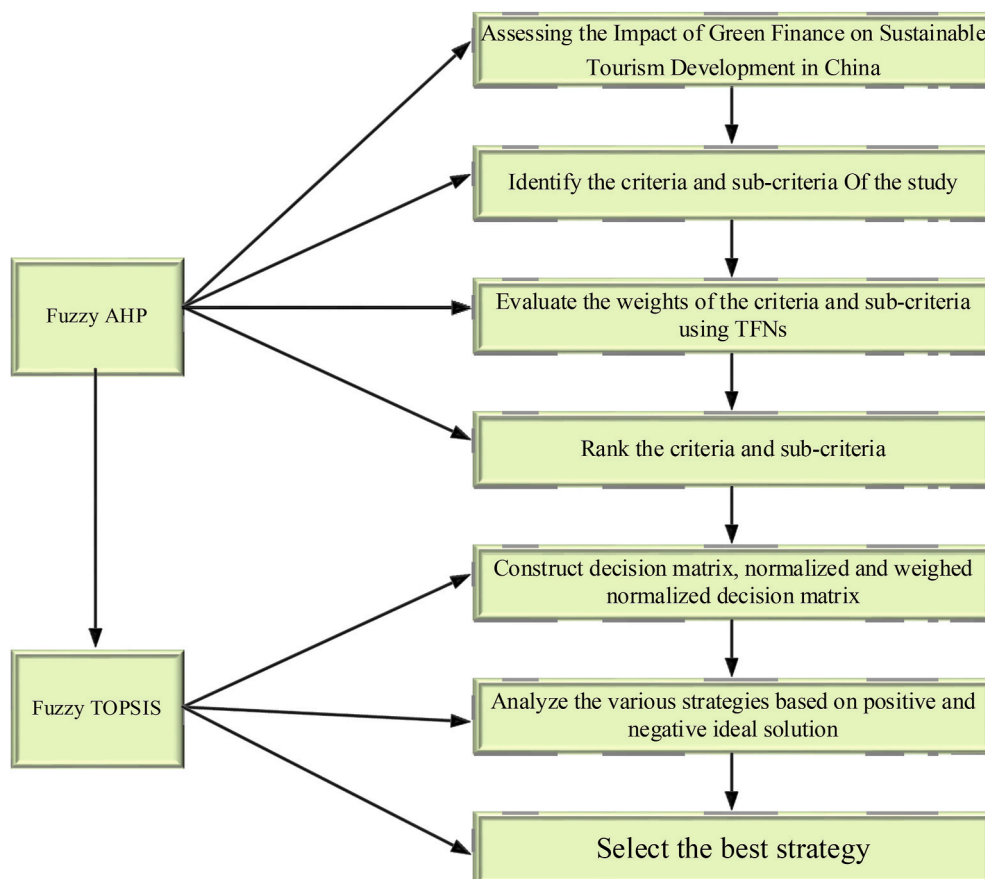 Assessing the Impact of Green Finance on Sustainable
Tourism Development in China
Identify the criteria and sub-criteria Of the study
Fuzzy AHP
Evaluate the weights of the criteria and sub-criteria
using TFNs
Rank the criteria and sub-criteria
Construct decision matrix, normalized and weighed
normalized decision matrix
Fuzzy TOPSIS
Analyze the various strategies based on positive and
negative ideal solution
Select the best strategy